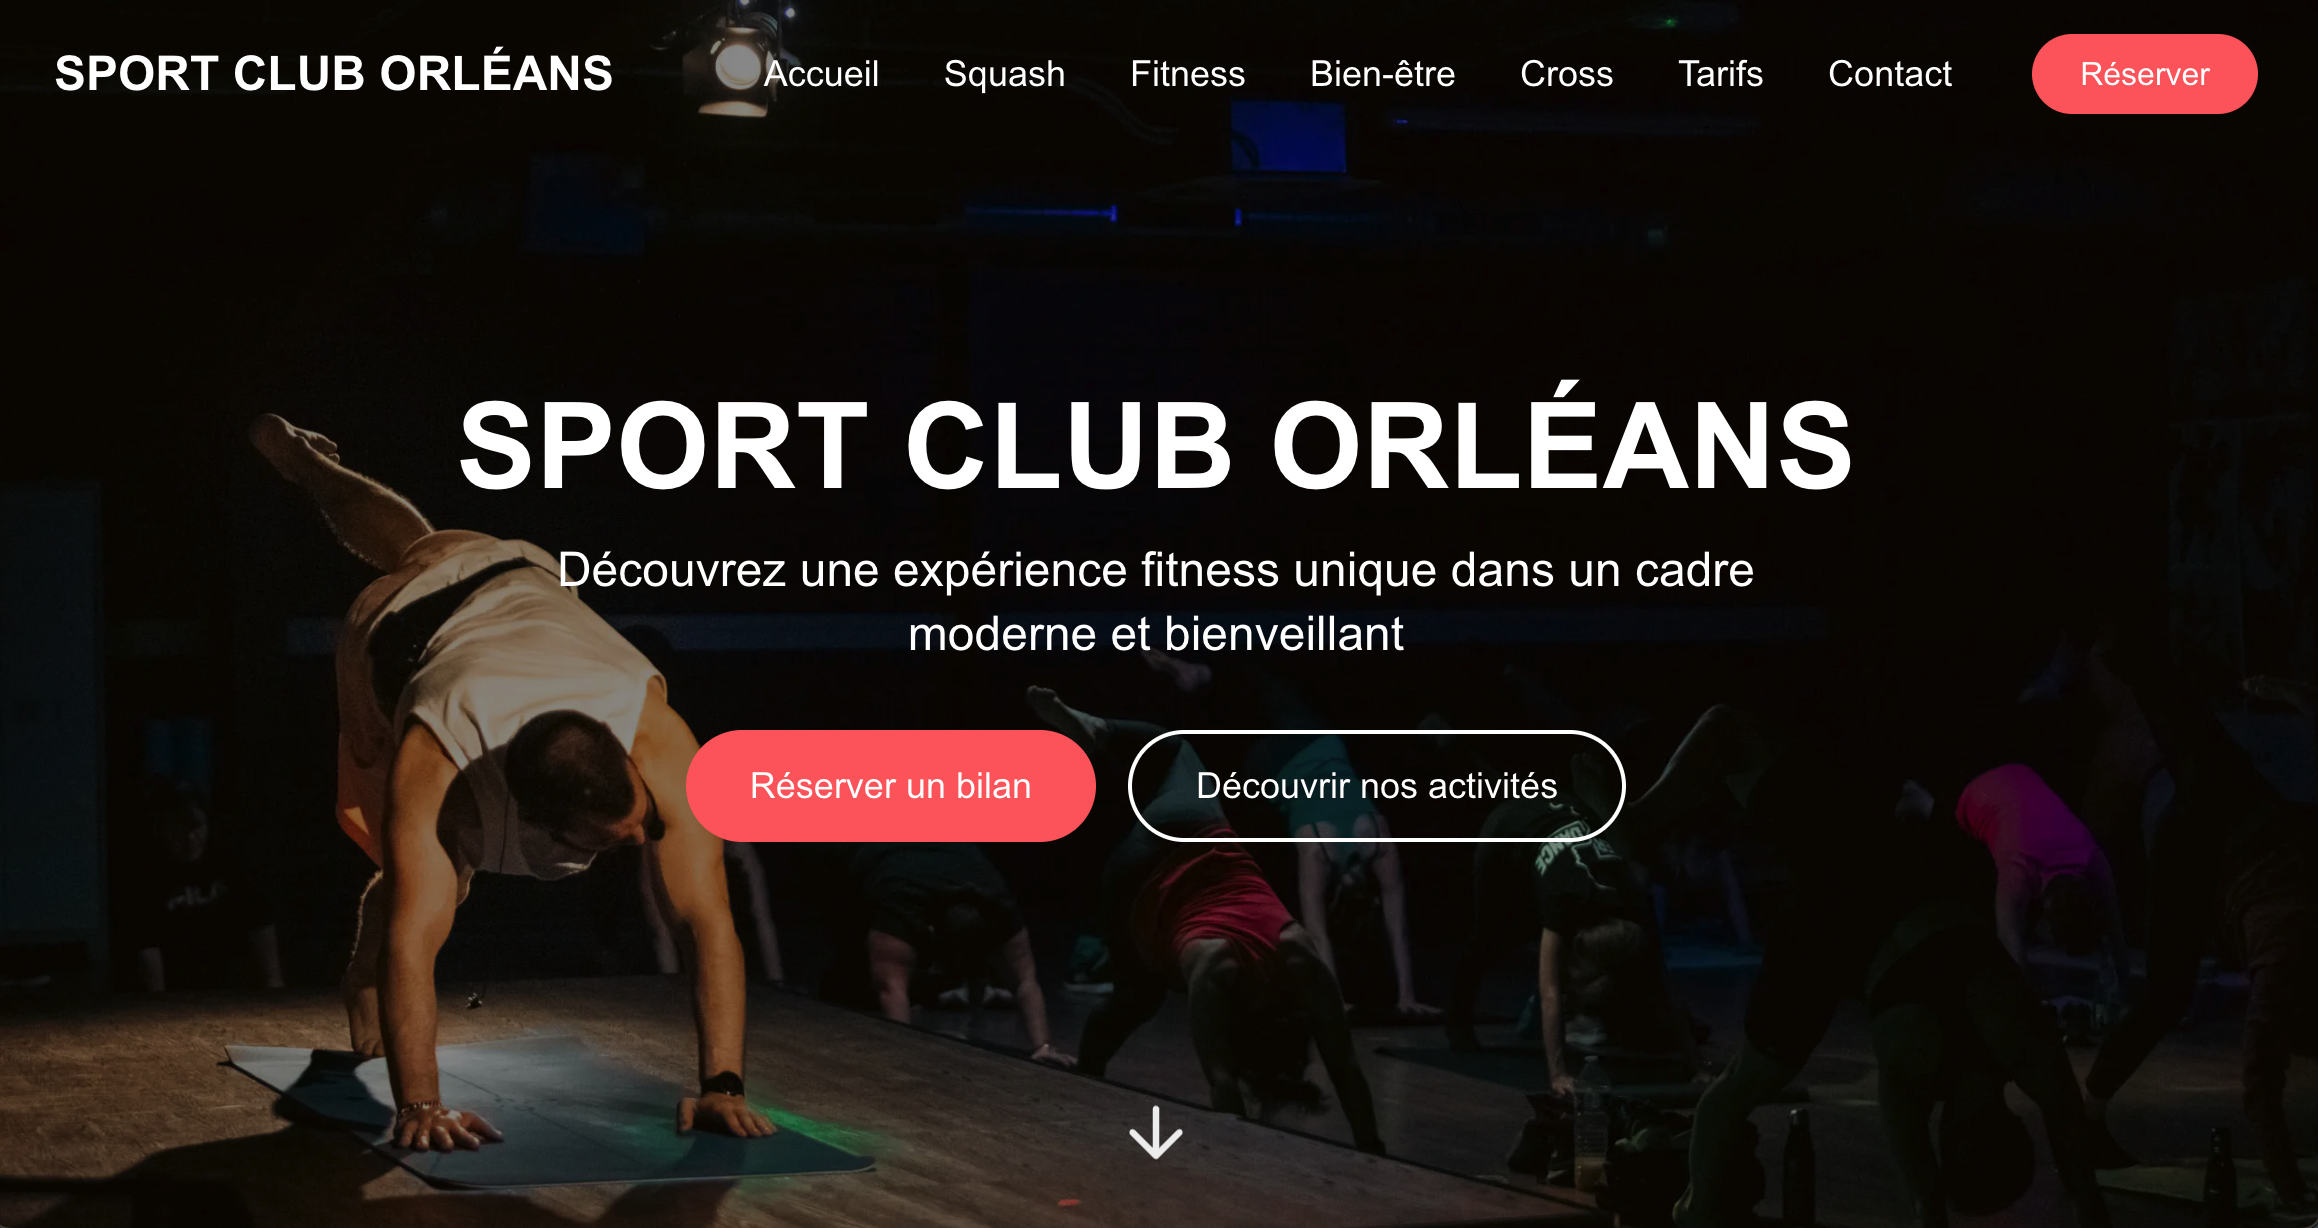 SPORT CLUB ORLÉANS
Accueil Squash Fitness Bien-être Cross Tarifs Contact Réserver
SPORT CLUB ORLÉANS
Découvrez une expérience fitness unique dans un cadre
moderne et bienveillant
Réserver un bilan Découvrir nos activités